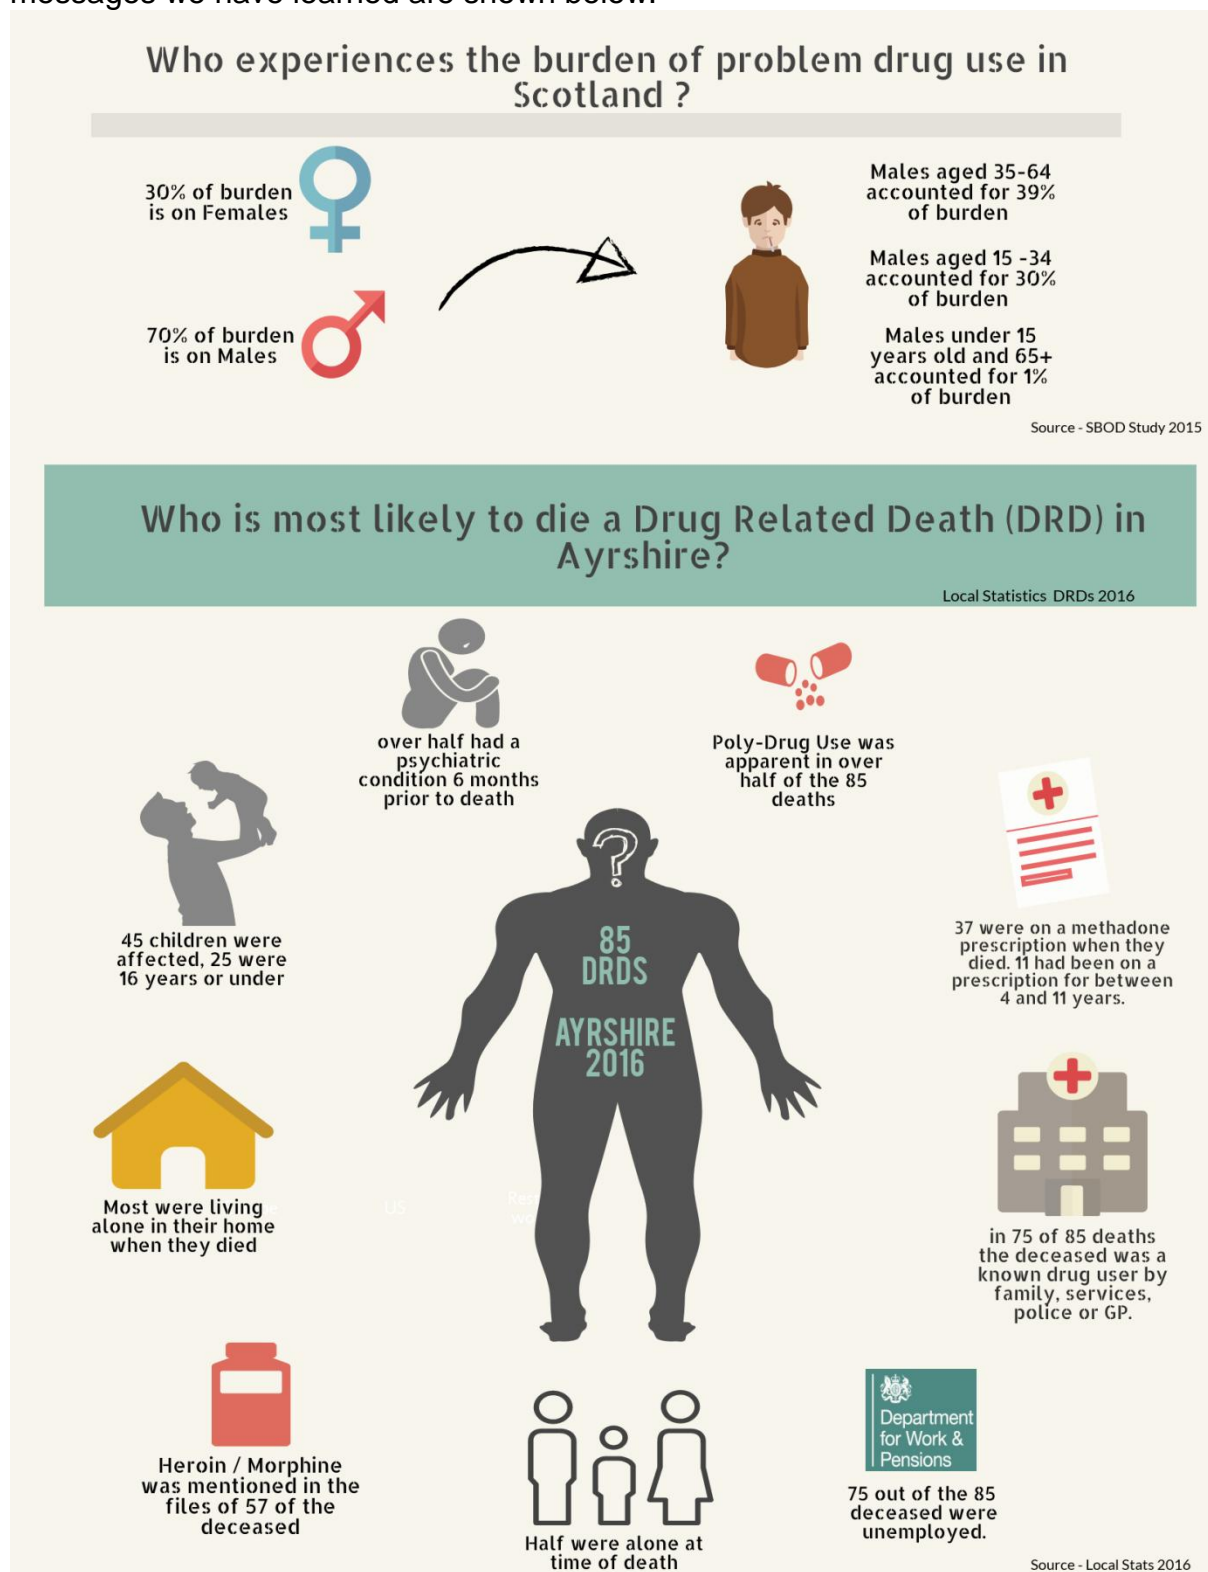 messages we have learned are shown below.
Who experiences the burden of problem drug use in
Scotland ?
30% of burden
is on Females
70% of burden
is on Males
Males aged 35-64
accounted for 39%
of burden
Males aged 15 -34
accounted for 30%
of burden
Males under 15
years old and 65+
accounted for 1%
of burden
Source - SBOD Study 2015
Who is most likely to die a Drug Related Death (DRD) in
Ayrshire?
Local Statistics DRDs 2016
over half had a
psychiatric
condition 6 months
prior to death
Poly-Drug Use was
apparent in over
half of the 85
deaths
45 children were
affected, 25 were
16 years or under
?
85
DRDS
AYRSHIRE
2016
37 were on a methadone
prescription when they
died. 11 had been on a
prescription for between
4 and 11 years.
Most were living
alone in their home
when they died
US
in 75 of 85 deaths
the deceased was a
known drug user by
family, services,
police or GP.
Heroin / Morphine
was mentioned in the
files of 57 of the
deceased
Half were alone at
time of death
Department
for Work &
Pensions
75 out of the 85
deceased were
unemployed.
Source - Local Stats 2016